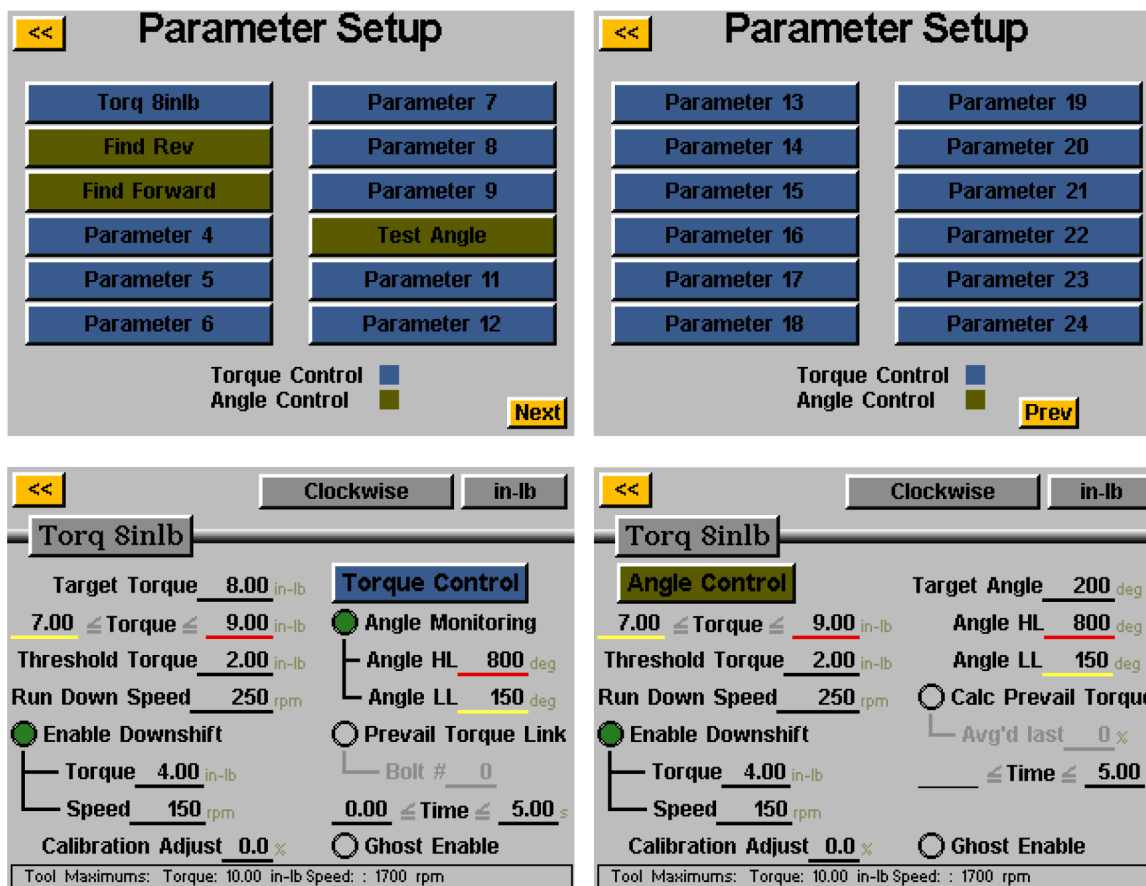 << Parameter Setup
Torq 8inlb Parameter 7
Find Rev Parameter 8
Find Forward Parameter 9
Parameter 4 Test Angle
Parameter 5 Parameter 11
Parameter 6 Parameter 12
Torque Control
Angle Control
Next
<< Parameter Setup
Parameter 13 Parameter 19
Parameter 14 Parameter 20
Parameter 15 Parameter 21
Parameter 16 Parameter 22
Parameter 17 Parameter 23
Parameter 18 Parameter 24
Torque Control
Angle Control
Prev
<< Clockwise in-lb
Torq 8inlb
Target Torque 8.00 in-lb Torque Control
7.00 ≦ Torque ≦ 9.00 in-lb Angle Monitoring
Threshold Torque 2.00 in-lb Angle HL 800 deg
Run Down Speed 250 rpm Angle LL 150 deg
Enable Downshift Prevail Torque Link
Torque 4.00 in-lb Bolt # 0
Speed 150 rpm 0.00 ≦ Time ≦ 5.00 s
Calibration Adjust 0.0 % Ghost Enable
Tool Maximums: Torque: 10.00 in-lb Speed: : 1700 rpm
<< Clockwise in-lb
Torq 8inlb
Angle Control Target Angle 200 deg
7.00 ≦ Torque ≦ 9.00 in-lb Angle HL 800 deg
Threshold Torque 2.00 in-lb Angle LL 150 deg
Run Down Speed 250 rpm Calc Prevail Torque
Enable Downshift Avg'd last 0 %
Torque 4.00 in-lb ≦ Time ≦ 5.00
Speed 150 rpm
Calibration Adjust 0.0 % Ghost Enable
Tool Maximums: Torque: 10.00 in-lb Speed: : 1700 rpm